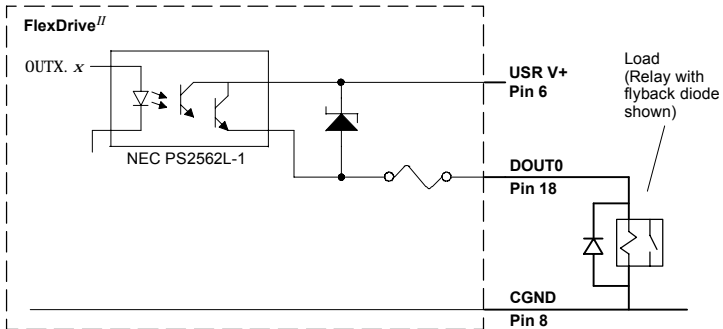 FlexDrive II
OUTX. x
NEC PS2562L-1
USR V+
Pin 6
Load
(Relay with
flyback diode
shown)
DOUT0
Pin 18
CGND
Pin 8